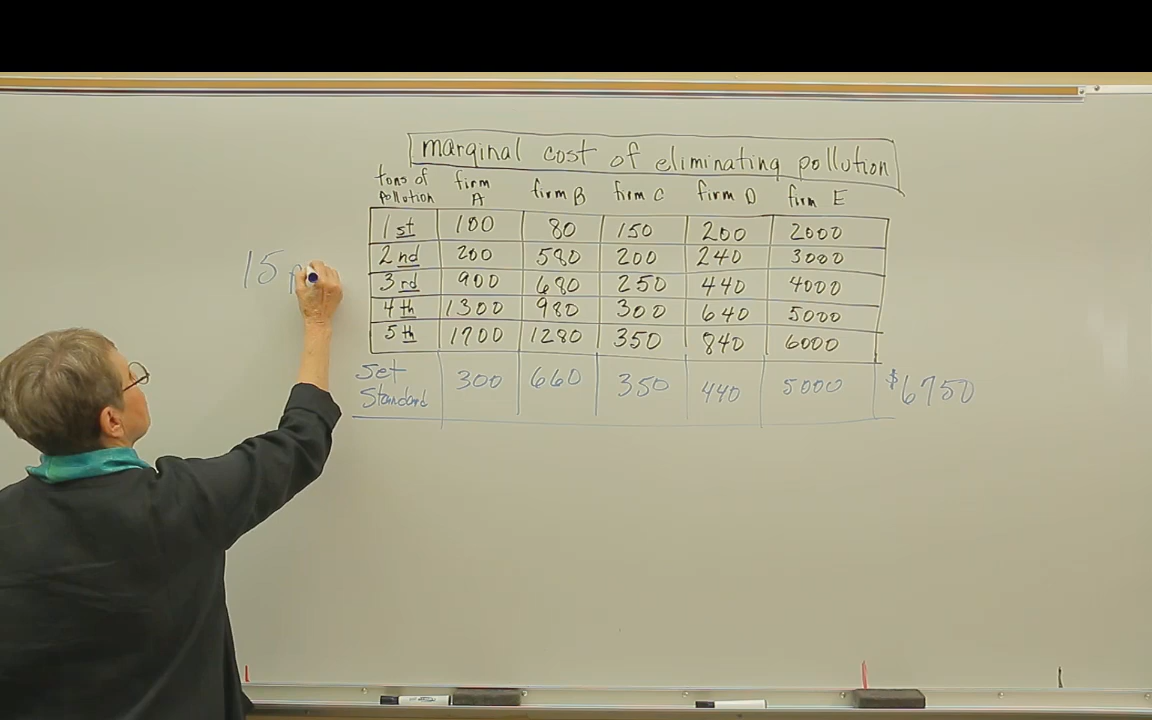 marginal cost of eliminating pollution
tons of pollution firm A firm B firm C firm D firm E
1st 100 80 150 200 2000
2nd 200 580 200 240 3000
3rd 900 680 250 440 4000
4th 1300 980 300 640 5000
5th 1700 1280 350 840 6000
Set Standard 300 660 350 440 5000 $6750
15